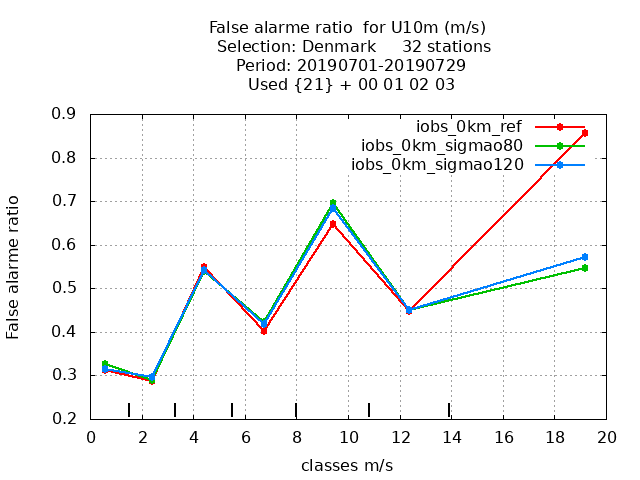 False alarme ratio  for U10m (m/s)
Selection: Denmark     32 stations
Period: 20190701-20190729
Used {21} + 00 01 02 03
iobs_0km_ref
iobs_0km_sigmao80
iobs_0km_sigmao120
False alarme ratio
0.9
0.8
0.7
0.6
0.5
0.4
0.3
0.2
0 2 4 6 8 10 12 14 16 18 20
classes m/s